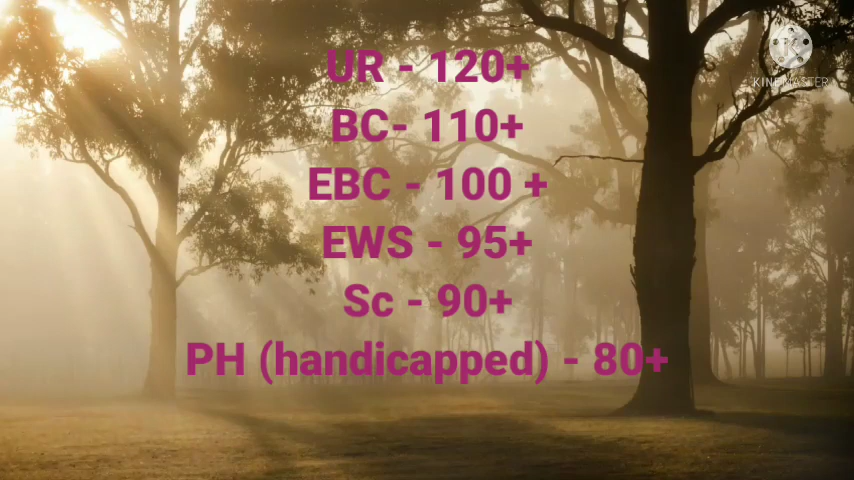 UR - 120+
BC- 110+
EBC - 100 +
EWS - 95+
Sc - 90+
PH (handicapped) - 80+
KINEMASTER